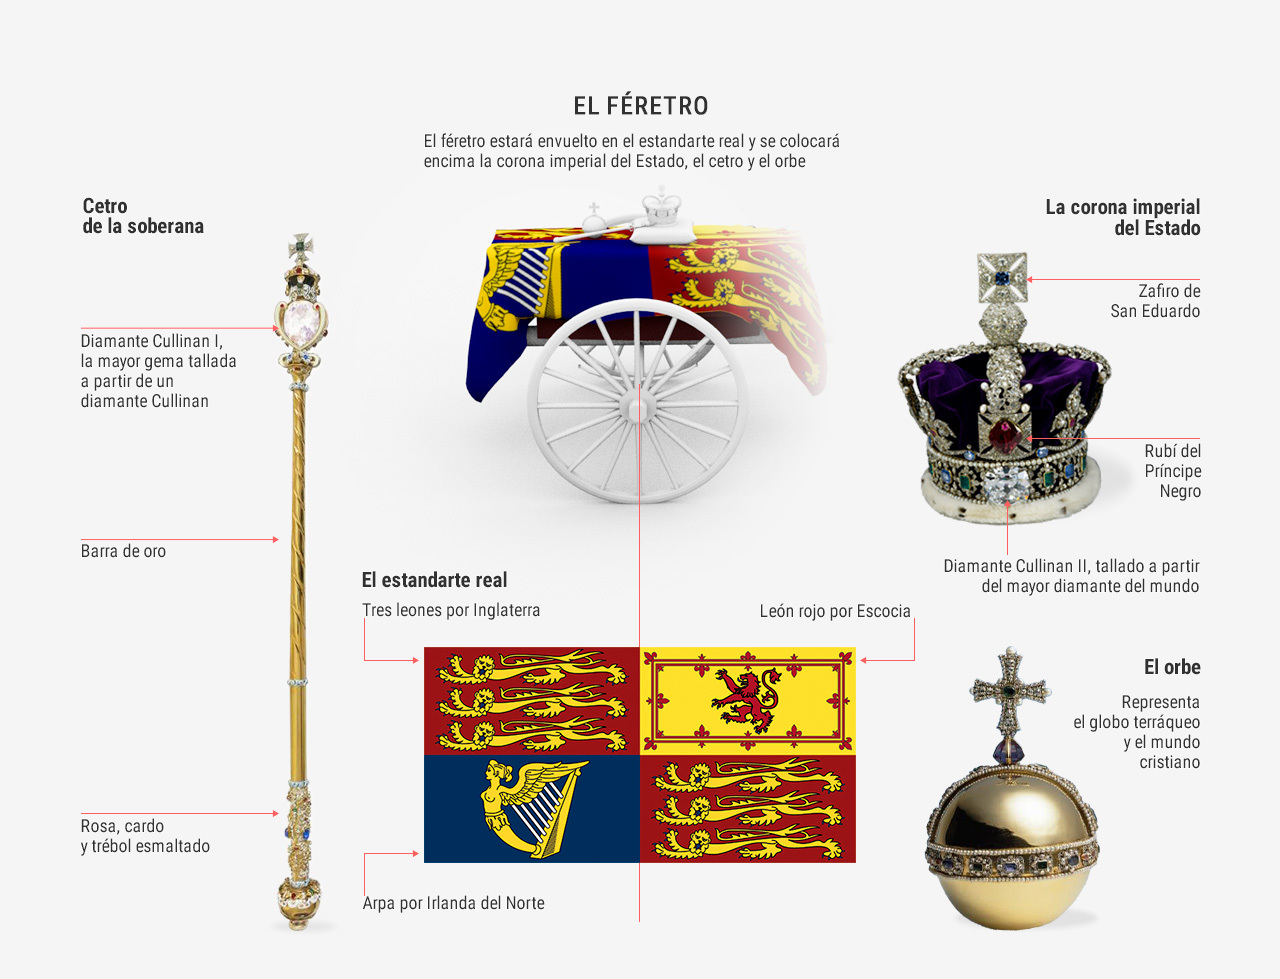 EL FÉRETRO
El féretro estará envuelto en el estandarte real y se colocará
encima la corona imperial del Estado, el cetro y el orbe
Cetro
de la soberana
Diamante Cullinan I,
la mayor gema tallada
a partir de un
diamante Cullinan
Barra de oro
Rosa, cardo
y trébol esmaltado
La corona imperial
del Estado
Zafiro de
San Eduardo
Rubí del
Príncipe
Negro
Diamante Cullinan II, tallado a partir
del mayor diamante del mundo
El estandarte real
Tres leones por Inglaterra
León rojo por Escocia
Arpa por Irlanda del Norte
El orbe
Representa
el globo terráqueo
y el mundo
cristiano